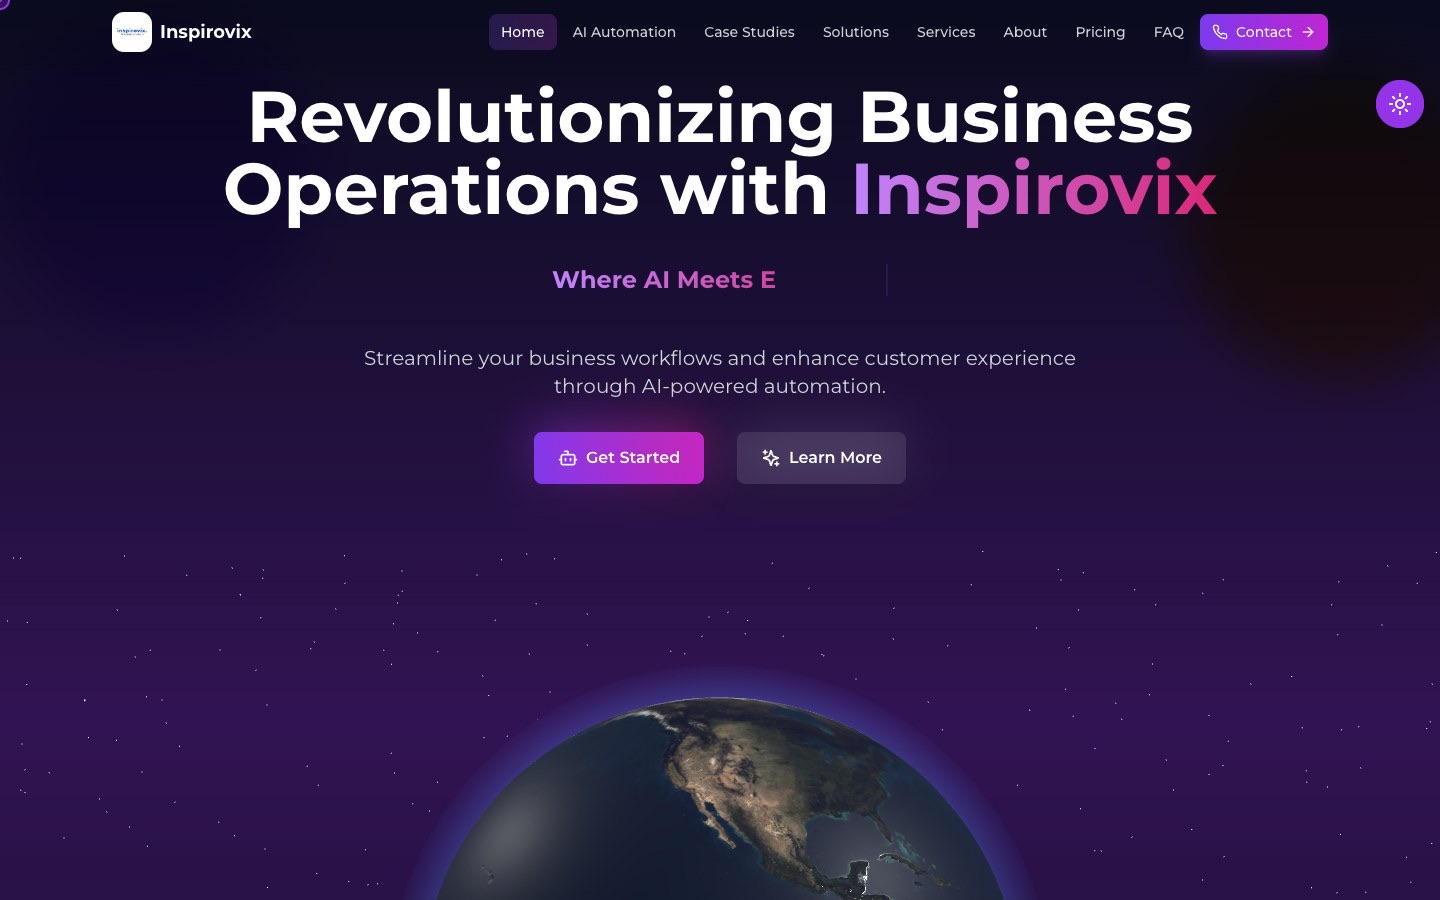 Inspirovix
Home
AI Automation
Case Studies
Solutions
Services
About
Pricing
FAQ
Contact
Revolutionizing Business
Operations with Inspirovix
Where AI Meets E
Streamline your business workflows and enhance customer experience
through AI-powered automation.
Get Started
Learn More